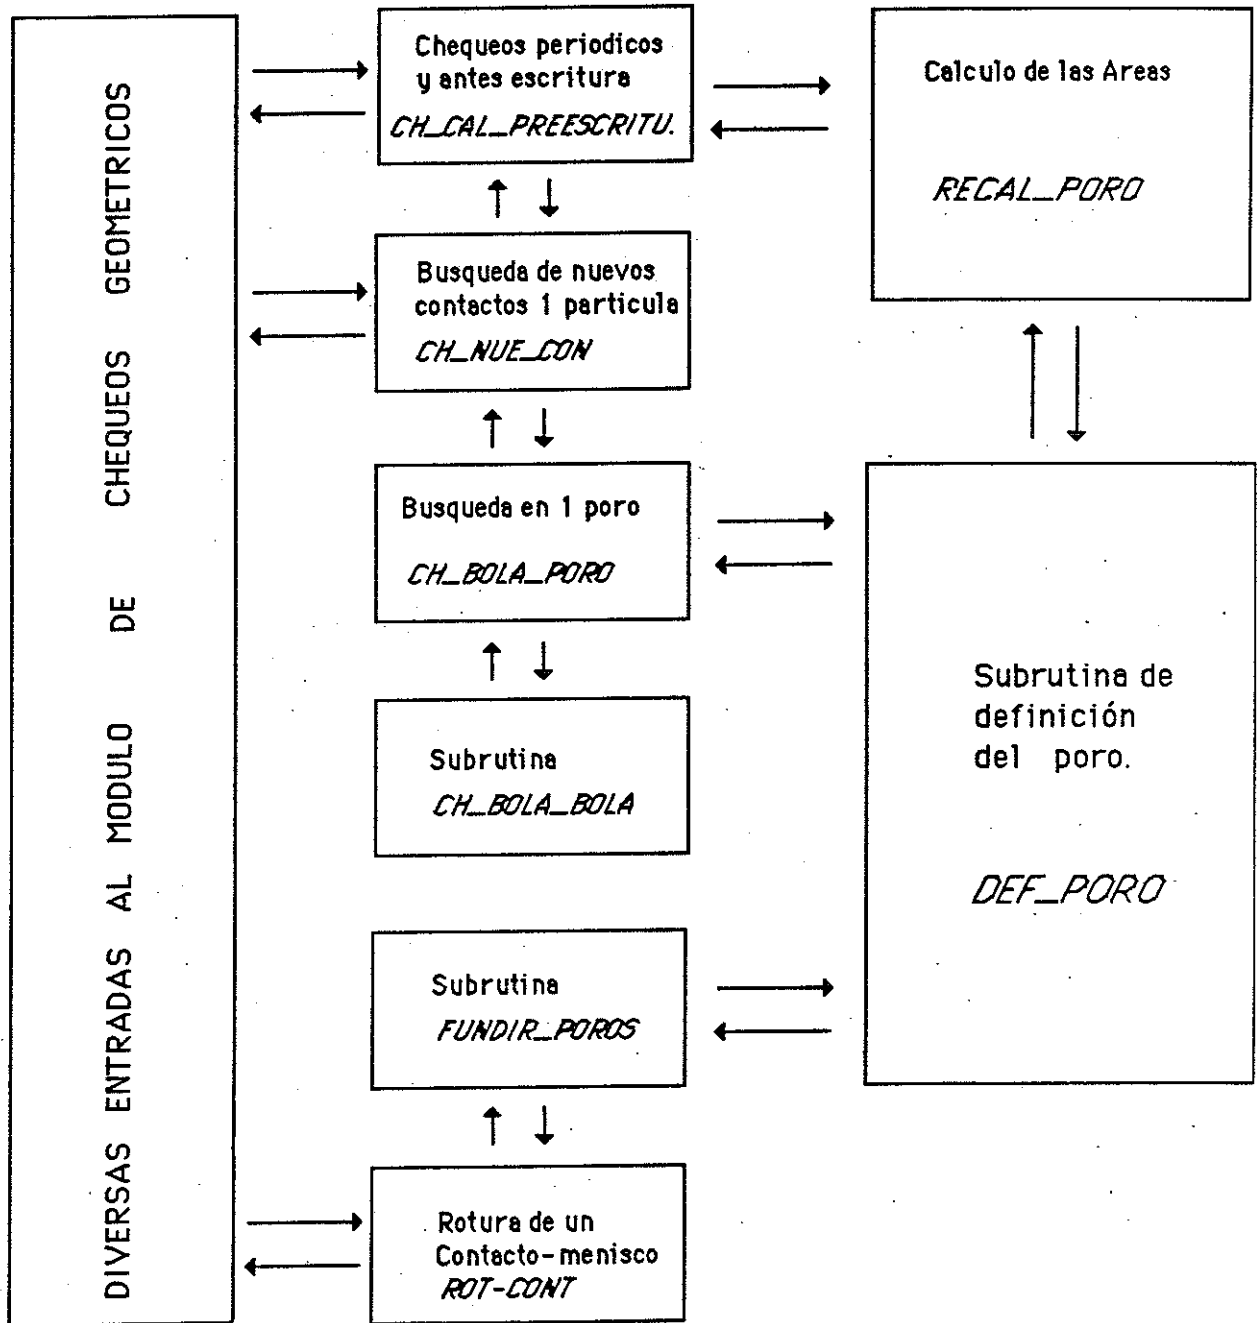 DIVERSAS ENTRADAS AL MODULO DE CHEQUEOS GEOMETRICOS
Chequeos periodicos
y antes escritura
CH_CAL_PREESCRITU.
Calculo de las Areas
RECAL_PORO
Busqueda de nuevos
contactos 1 particula
CH_NUE_CON
Busqueda en 1 poro
CH_BOLA_PORO
Subrutina de
definición
del poro.
DEF_PORO
Subrutina
CH_BOLA_BOLA
Subrutina
FUNDIR_POROS
Rotura de un
Contacto-menisco
ROT-CONT